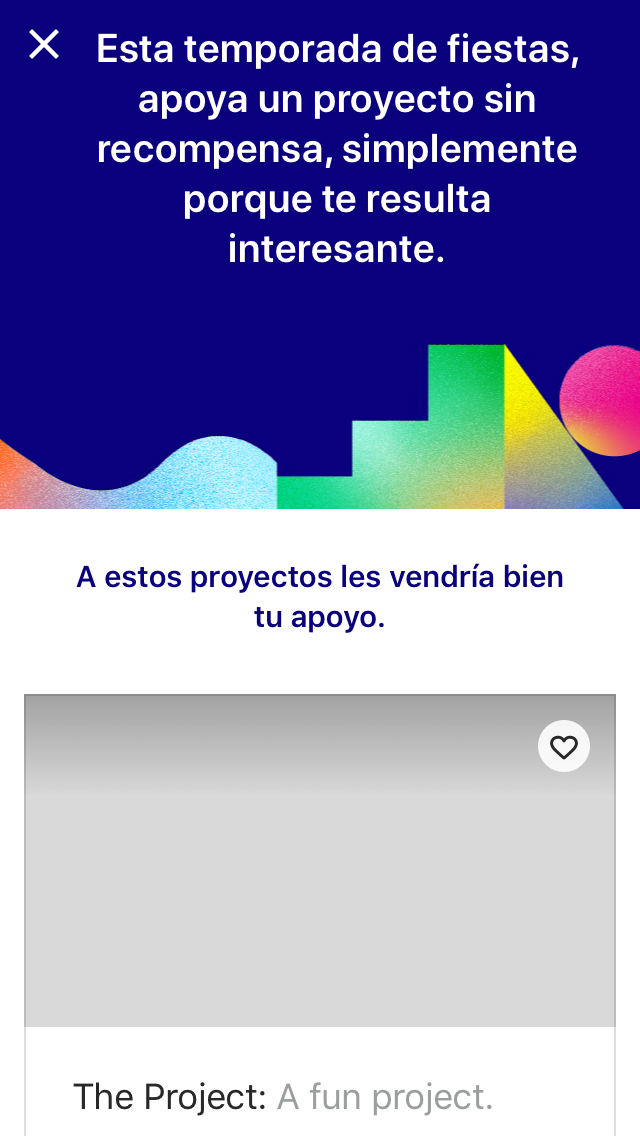 Esta temporada de fiestas,
apoya un proyecto sin
recompensa, simplemente
porque te resulta
interesante.
A estos proyectos les vendría bien
tu apoyo.
The Project: A fun project.